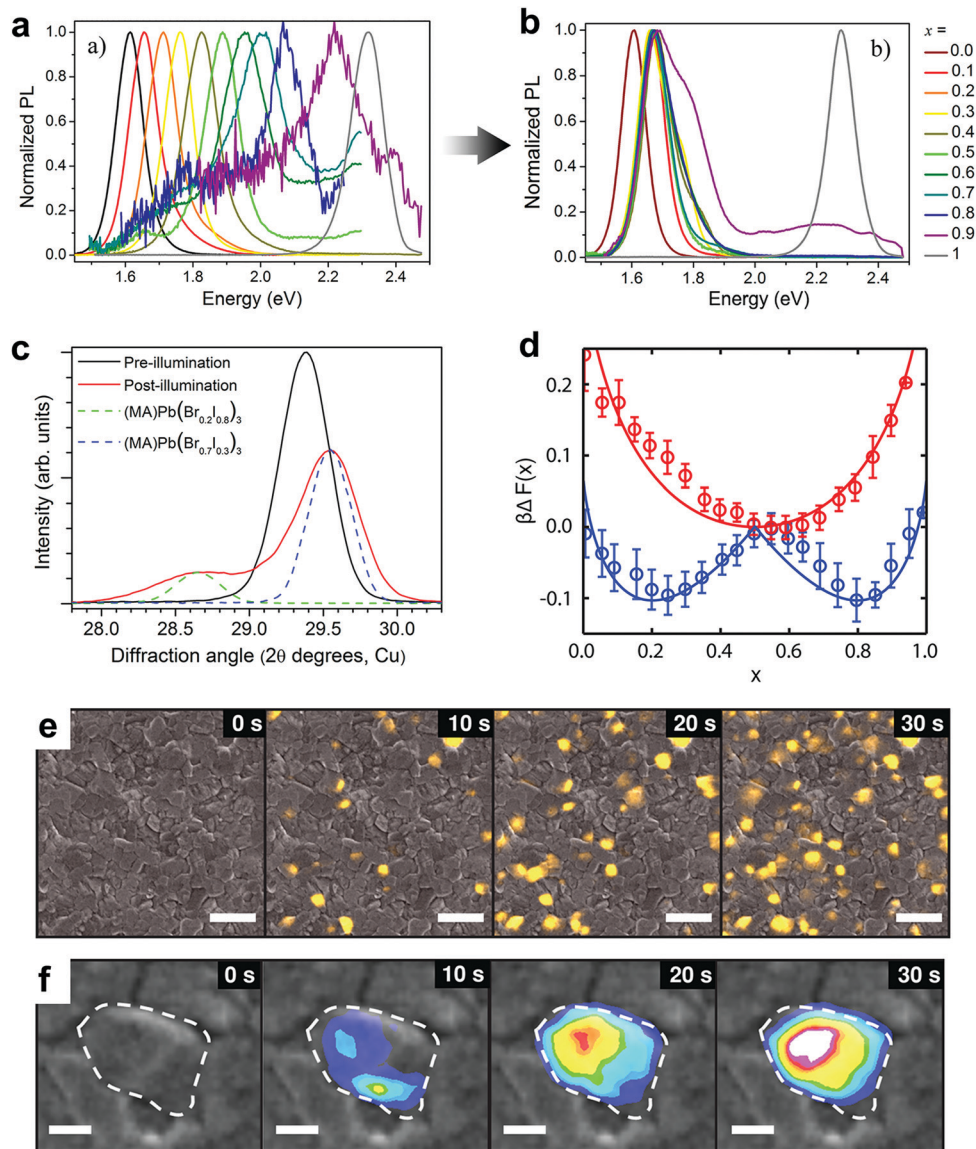 a
a)
Normalized PL
1.0
0.8
0.6
0.4
0.2
0.0
1.6 1.8 2.0 2.2 2.4
Energy (eV)
b
b)
Normalized PL
1.0
0.8
0.6
0.4
0.2
0.0
1.6 1.8 2.0 2.2 2.4
Energy (eV)
x =
0.0
0.1
0.2
0.3
0.4
0.5
0.6
0.7
0.8
0.9
1
c
Pre-illumination
Post-illumination
(MA)Pb(Br0.2I0.8)3
(MA)Pb(Br0.7I0.3)3
Intensity (arb. units)
28.0 28.5 29.0 29.5 30.0
Diffraction angle (2θ degrees, Cu)
d
βΔ F(x)
0.2
0.1
0.0
-0.1
0.0 0.2 0.4 0.6 0.8 1.0
x
e
0 s
10 s
20 s
30 s
f
0 s
10 s
20 s
30 s